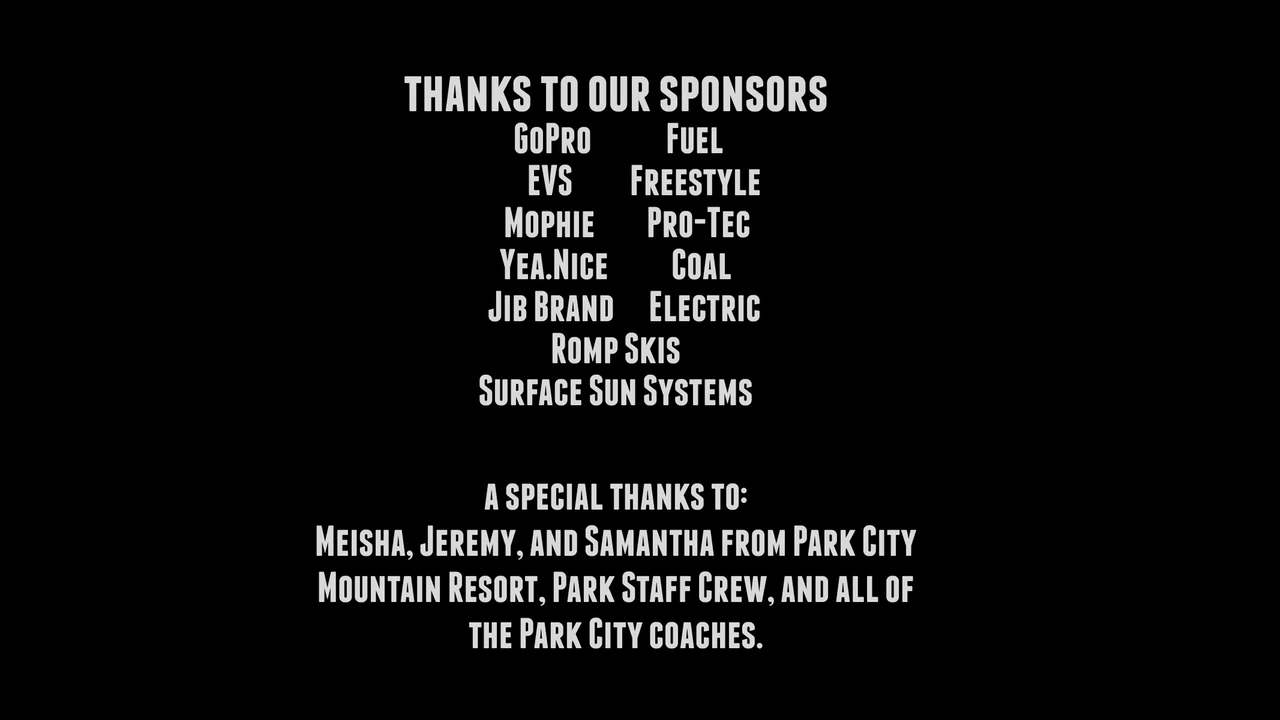 THANKS TO OUR SPONSORS
GoPro Fuel
EVS Freestyle
Mophie Pro-Tec
Yea.Nice Coal
Jib Brand Electric
Romp Skis
Surface Sun Systems
a special thanks to:
Meisha, Jeremy, and Samantha from Park City
Mountain Resort, Park Staff Crew, and all of
the Park City coaches.